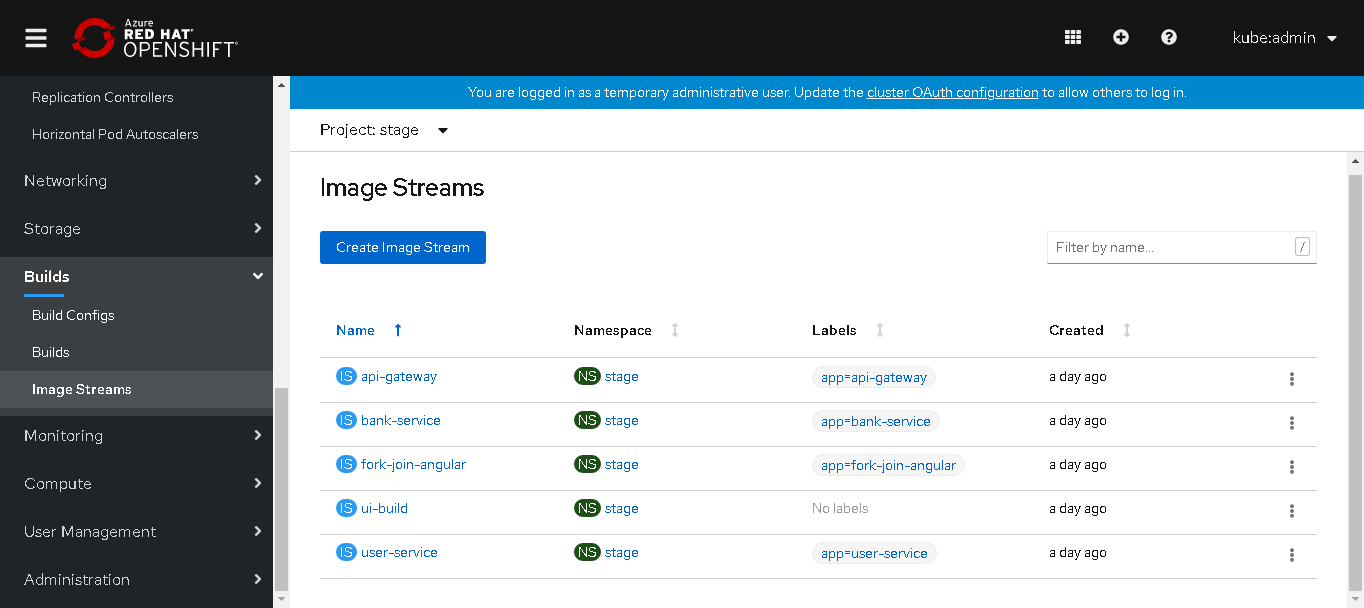 Azure
RED HAT
OPENSHIFT
kube:admin
Replication Controllers
Horizontal Pod Autoscalers
Networking
Storage
Builds
Build Configs
Builds
Image Streams
Monitoring
Compute
User Management
Administration
You are logged in as a temporary administrative user. Update the cluster OAuth configuration to allow others to log in.
Project: stage
Image Streams
Create Image Stream
Filter by name... /
Name Namespace Labels Created
IS api-gateway NS stage app=api-gateway a day ago
IS bank-service NS stage app=bank-service a day ago
IS fork-join-angular NS stage app=fork-join-angular a day ago
IS ui-build NS stage No labels a day ago
IS user-service NS stage app=user-service a day ago